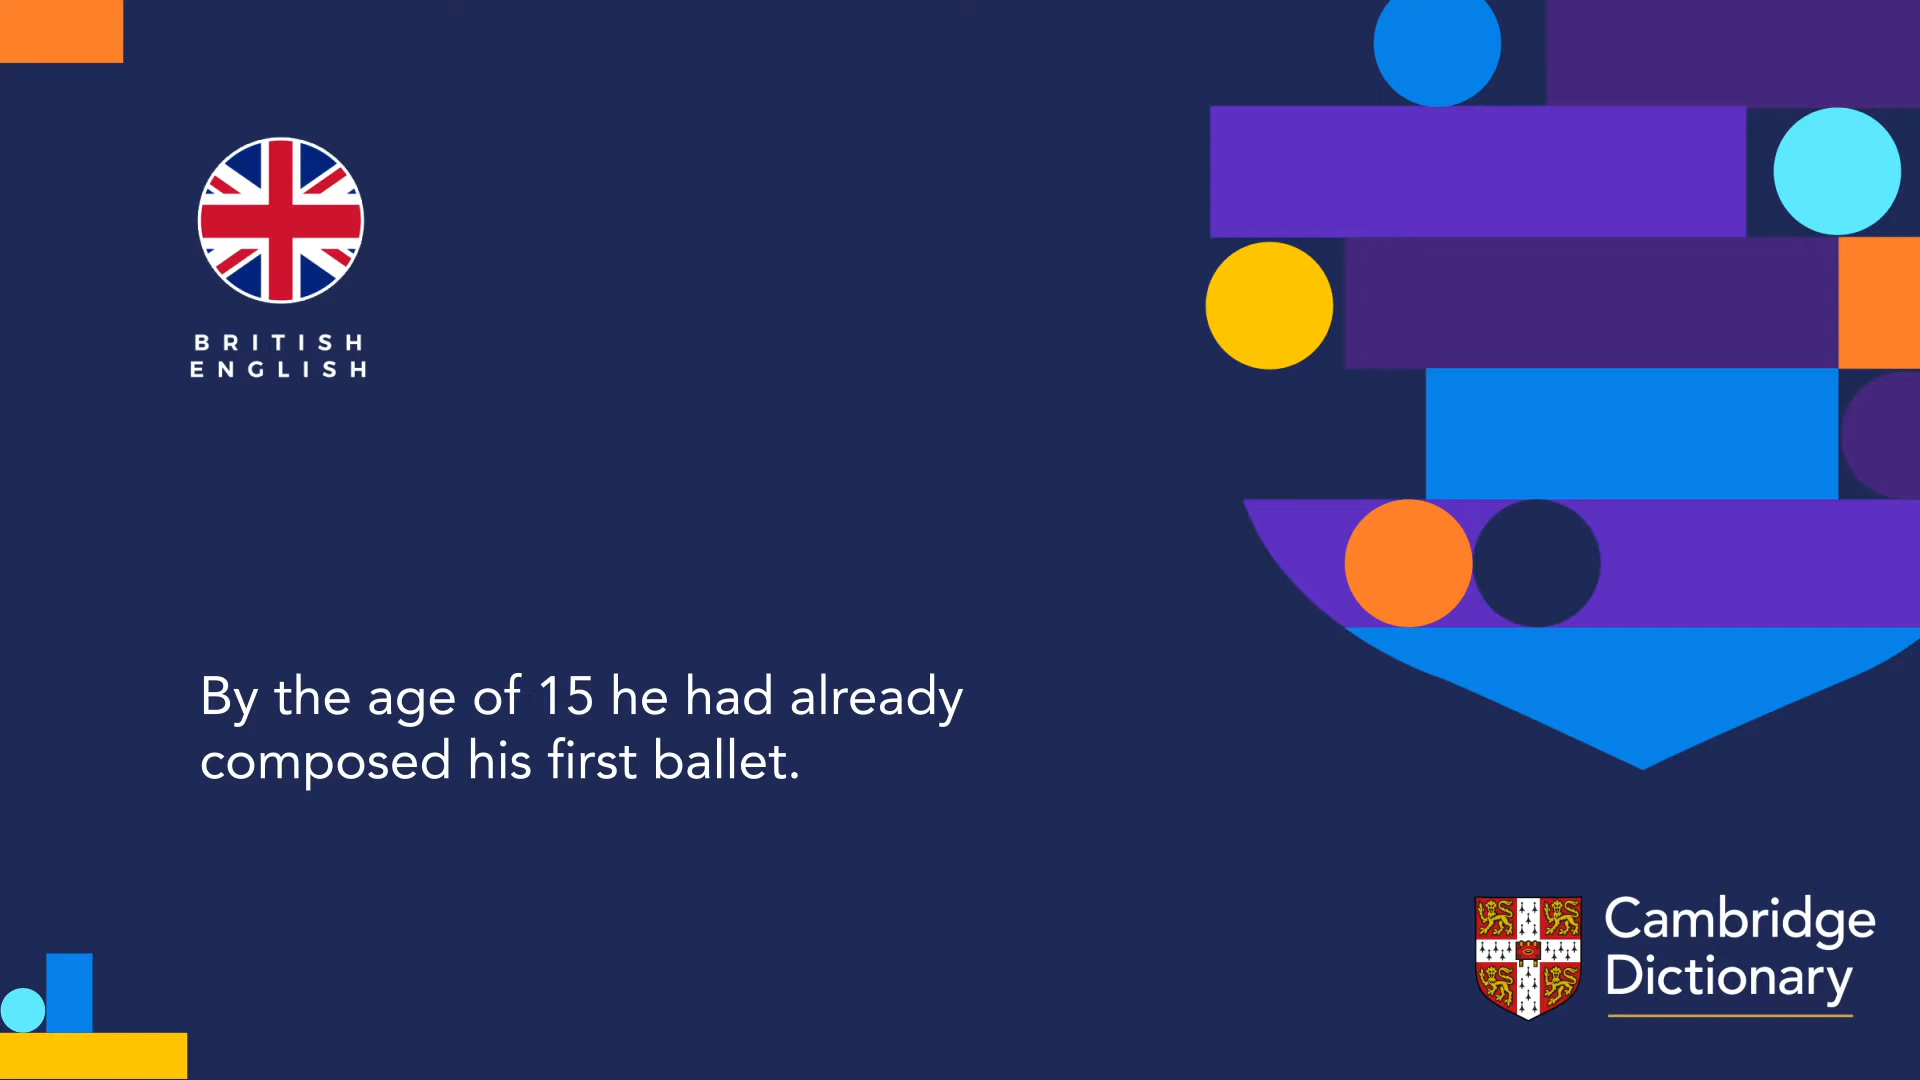 BRITISH
ENGLISH
By the age of 15 he had already
composed his first ballet.
Cambridge
Dictionary